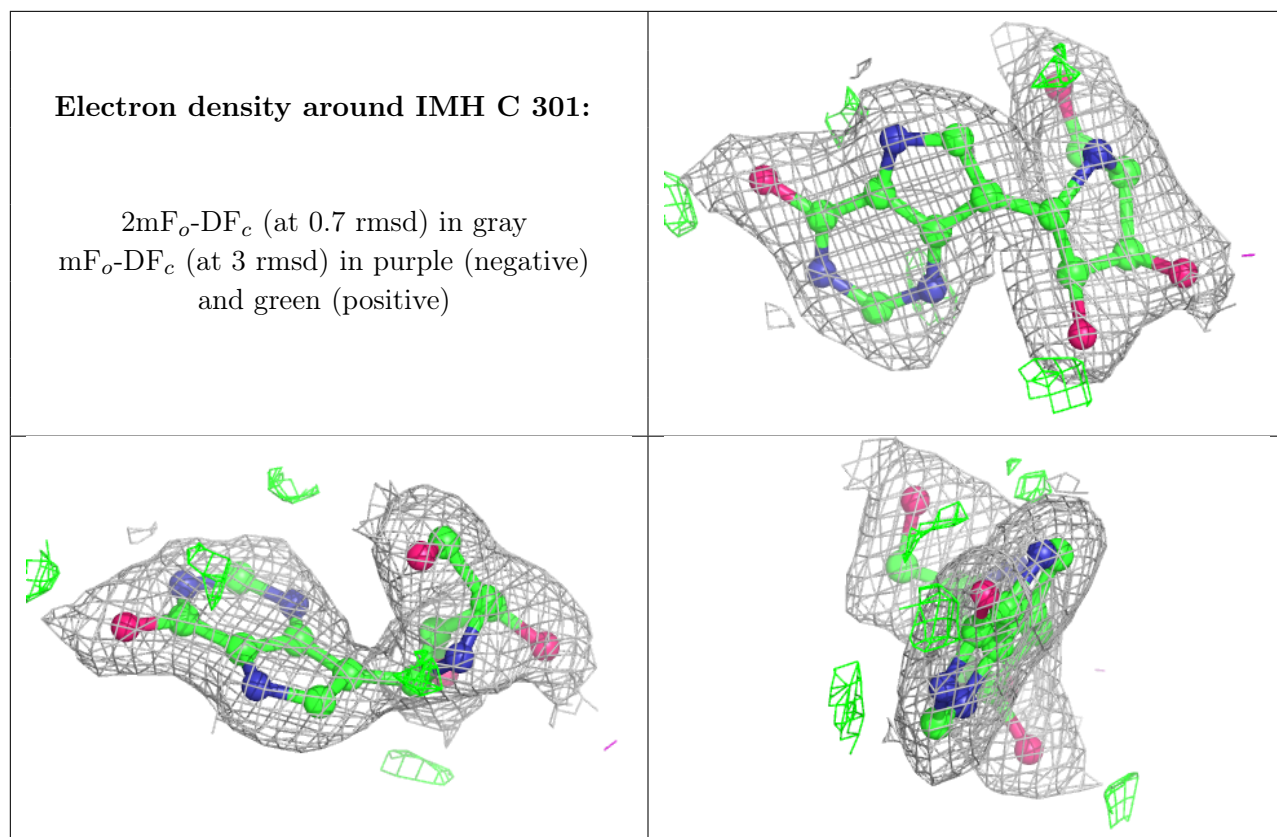 Electron density around IMH C 301:
2mFo-DFc (at 0.7 rmsd) in gray
mFo-DFc (at 3 rmsd) in purple (negative)
and green (positive)